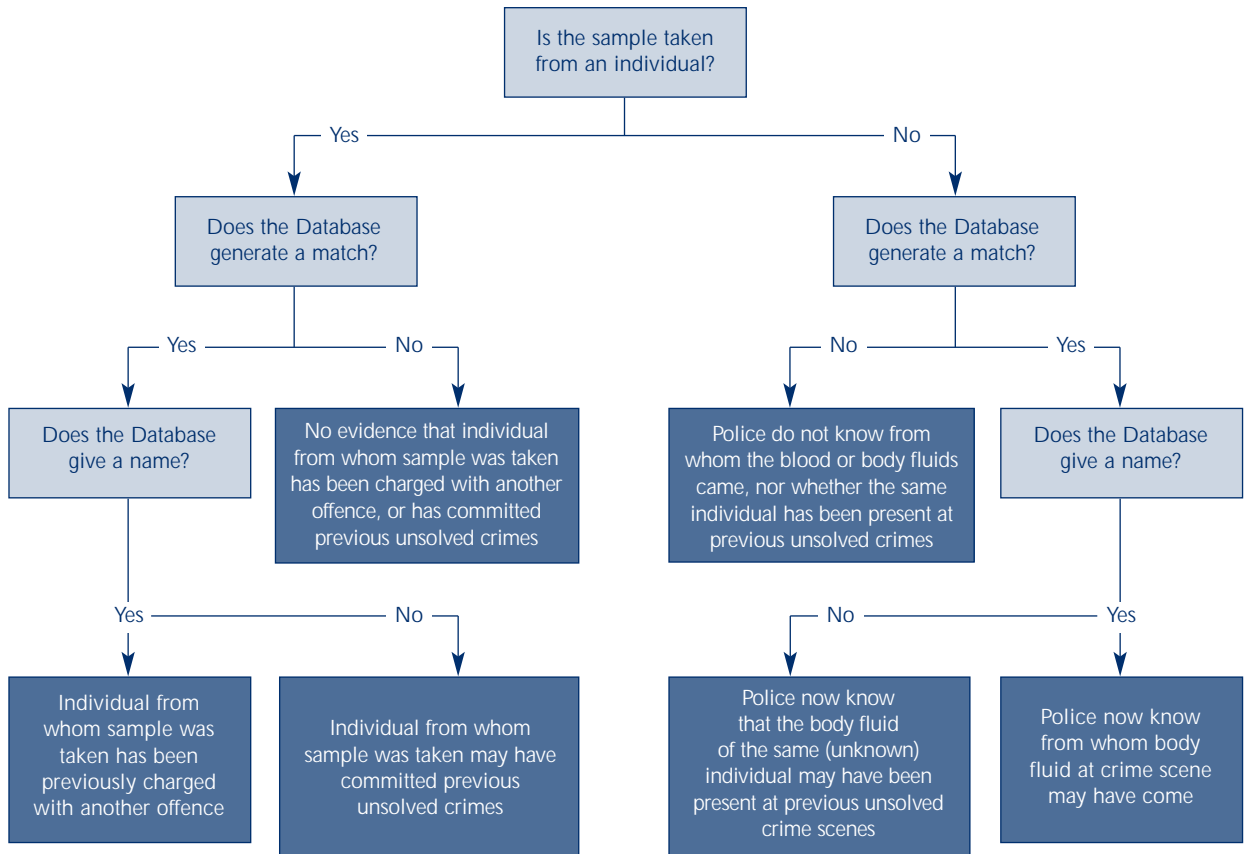 Is the sample taken
from an individual?
Yes
No
Does the Database
generate a match?
Does the Database
generate a match?
Yes
No
No
Yes
Does the Database
give a name?
No evidence that individual
from whom sample was taken
has been charged with another
offence, or has committed
previous unsolved crimes
Police do not know from
whom the blood or body fluids
came, nor whether the same
individual has been present at
previous unsolved crimes
Does the Database
give a name?
Yes
No
No
Yes
Individual from
whom sample was
taken has been
previously charged
with another offence
Individual from whom
sample was taken may have
committed previous
unsolved crimes
Police now know
that the body fluid
of the same (unknown)
individual may have been
present at previous unsolved
crime scenes
Police now know
from whom body
fluid at crime scene
may have come